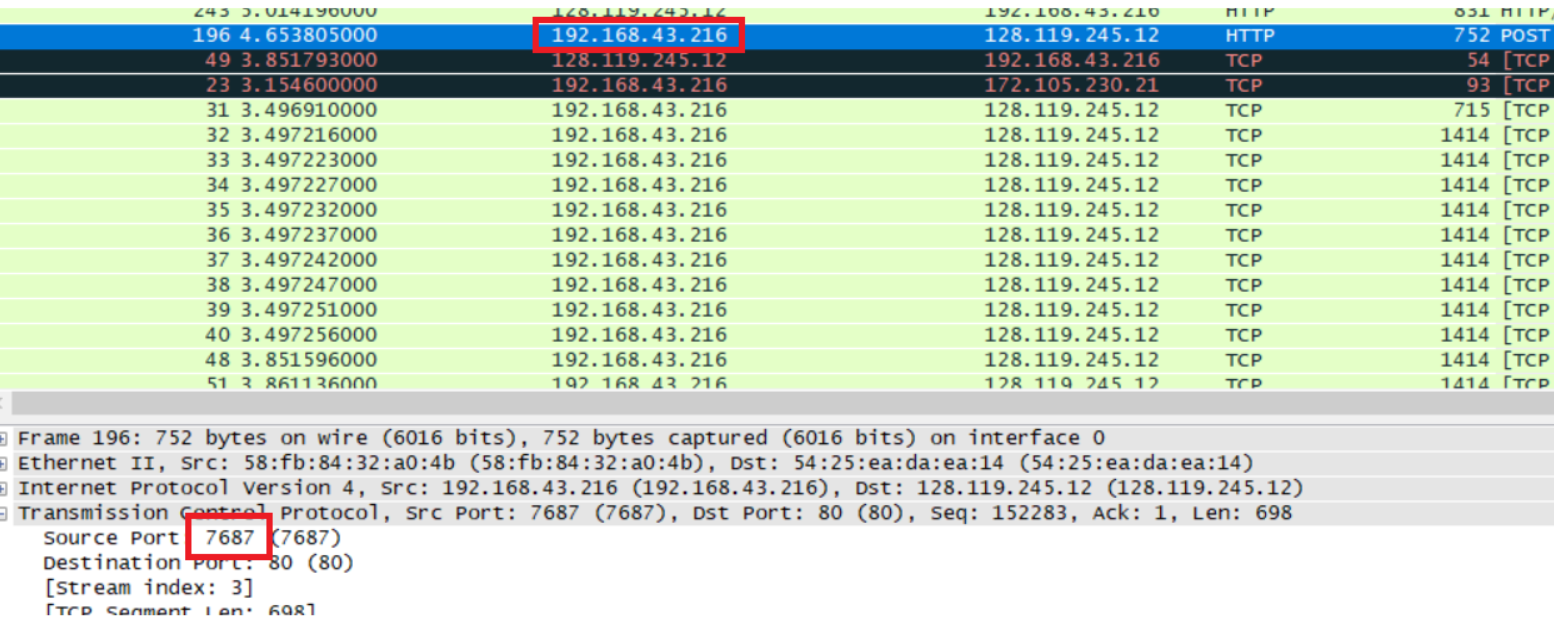 243 5.014196000 128.119.245.12 192.168.43.216 HTTP 831 HTTP/
196 4.653805000 192.168.43.216 128.119.245.12 HTTP 752 POST
49 3.851793000 128.119.245.12 192.168.43.216 TCP 54 [TCP
23 3.154600000 192.168.43.216 172.105.230.21 TCP 93 [TCP
31 3.496910000 192.168.43.216 128.119.245.12 TCP 715 [TCP
32 3.497216000 192.168.43.216 128.119.245.12 TCP 1414 [TCP
33 3.497223000 192.168.43.216 128.119.245.12 TCP 1414 [TCP
34 3.497227000 192.168.43.216 128.119.245.12 TCP 1414 [TCP
35 3.497232000 192.168.43.216 128.119.245.12 TCP 1414 [TCP
36 3.497237000 192.168.43.216 128.119.245.12 TCP 1414 [TCP
37 3.497242000 192.168.43.216 128.119.245.12 TCP 1414 [TCP
38 3.497247000 192.168.43.216 128.119.245.12 TCP 1414 [TCP
39 3.497251000 192.168.43.216 128.119.245.12 TCP 1414 [TCP
40 3.497256000 192.168.43.216 128.119.245.12 TCP 1414 [TCP
48 3.851596000 192.168.43.216 128.119.245.12 TCP 1414 [TCP
51 3.861136000 192.168.43.216 128.119.245.12 TCP 1414 [TCP
Frame 196: 752 bytes on wire (6016 bits), 752 bytes captured (6016 bits) on interface 0
Ethernet II, Src: 58:fb:84:32:a0:4b (58:fb:84:32:a0:4b), Dst: 54:25:ea:da:ea:14 (54:25:ea:da:ea:14)
Internet Protocol Version 4, Src: 192.168.43.216 (192.168.43.216), Dst: 128.119.245.12 (128.119.245.12)
Transmission Control Protocol, Src Port: 7687 (7687), Dst Port: 80 (80), Seq: 152283, Ack: 1, Len: 698
Source Port: 7687 (7687)
Destination Port: 80 (80)
[Stream index: 3]
[TCP Segment Len: 698]